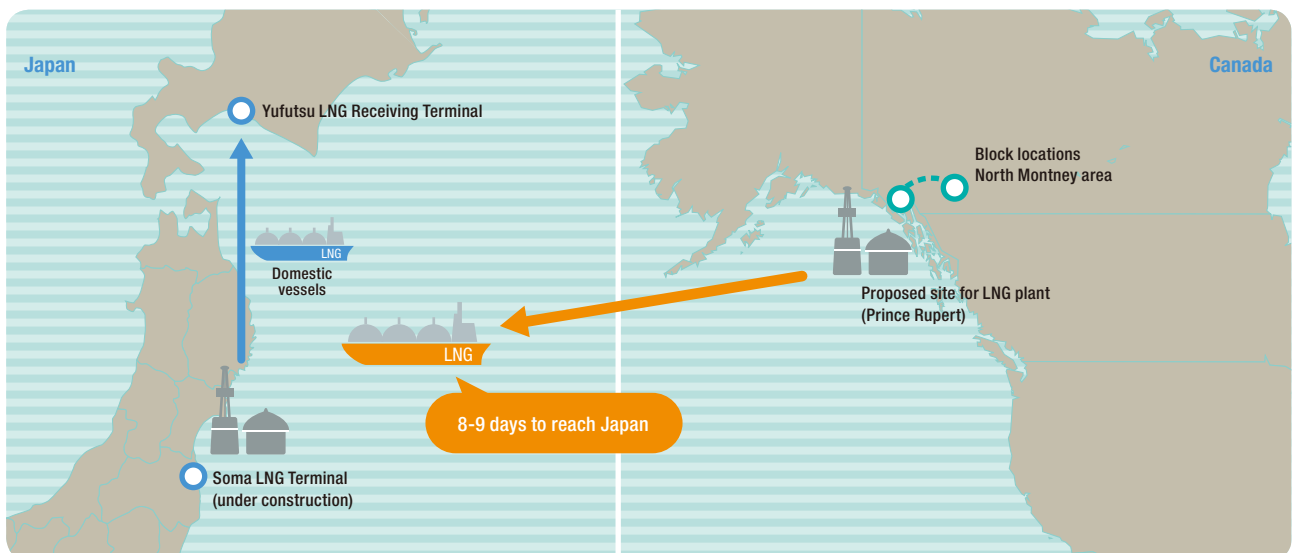 Japan
Canada
Yufutsu LNG Receiving Terminal
Block locations
North Montney area
LNG
Domestic
vessels
Proposed site for LNG plant
(Prince Rupert)
LNG
8-9 days to reach Japan
Soma LNG Terminal
(under construction)